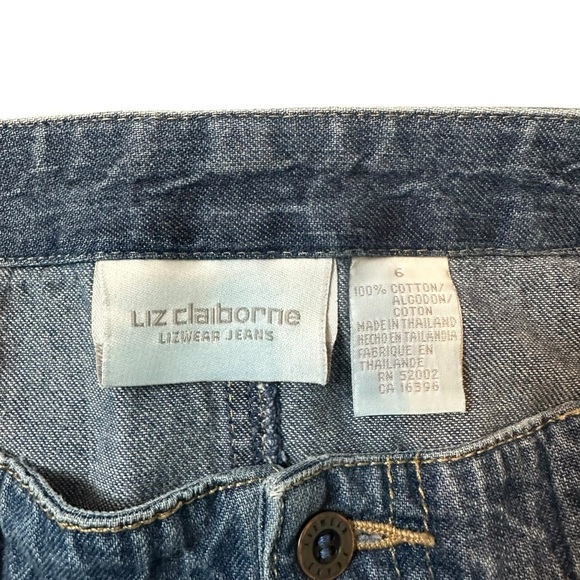 Liz claiborne
LIZWEAR JEANS
6
100% COTTON/
ALGODON/
COTON
MADE IN THAILAND
HECHO EN TAILANDIA
FABRIQUE EN
THAILANDE
RN 52002
CA 16396